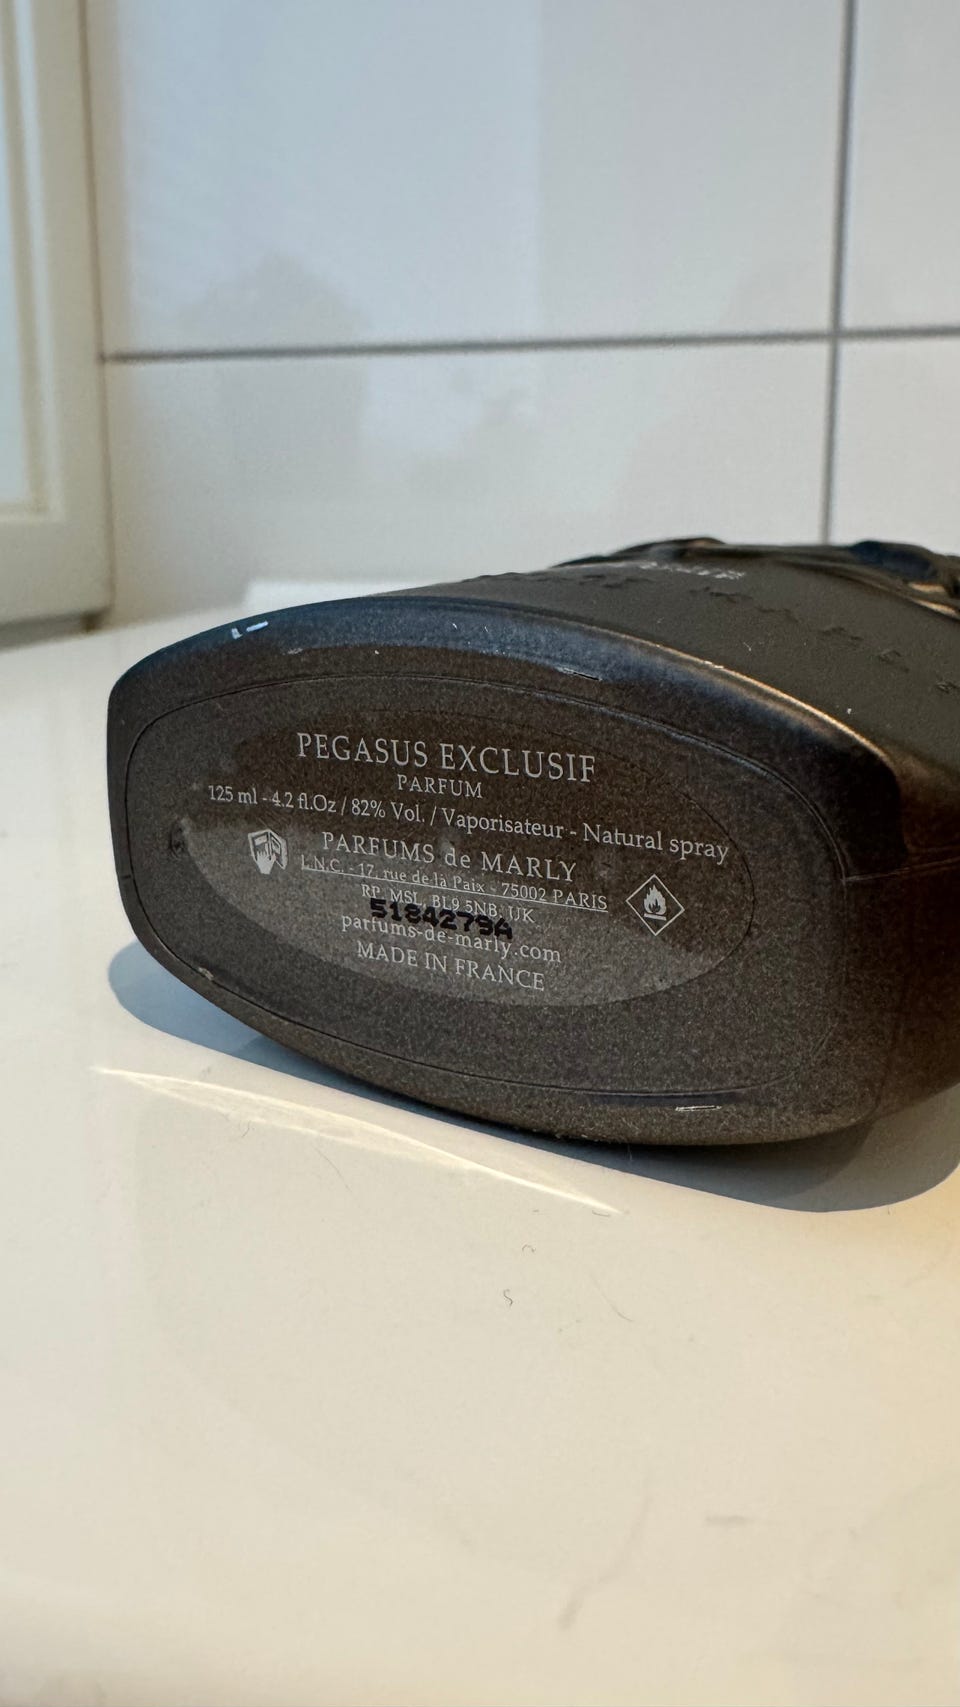 PEGASUS EXCLUSIF
PARFUM
125 ml - 4.2 fl.Oz / 82% Vol. / Vaporisateur - Natural spray
PARFUMS de MARLY
L.N.C. - 17, rue de la Paix - 75002 PARIS
RP. MSL, BL9 5NB, UK
5184279A
parfums-de-marly.com
MADE IN FRANCE